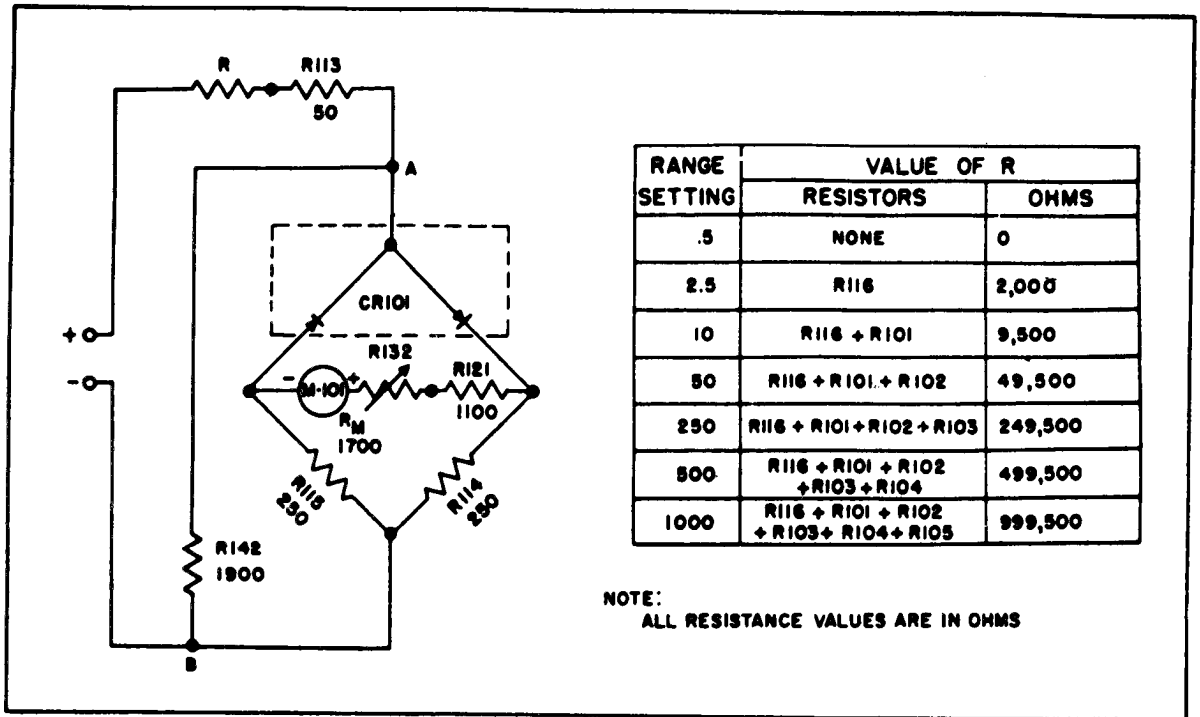 R R113
50
A
CR101
+
-
R132
- M-101 + R121
RM
1700
1100
R115
250
R114
250
R142
1900
B
RANGE SETTING VALUE OF R
RESISTORS OHMS
.5 NONE 0
2.5 R116 2,000
10 R116 + R101 9,500
50 R116 + R101 + R102 49,500
250 R116 + R101 + R102 + R103 249,500
500 R116 + R101 + R102
+R103 + R104 499,500
1000 R116 + R101 + R102
+ R103 + R104 + R105 999,500
NOTE:
ALL RESISTANCE VALUES ARE IN OHMS